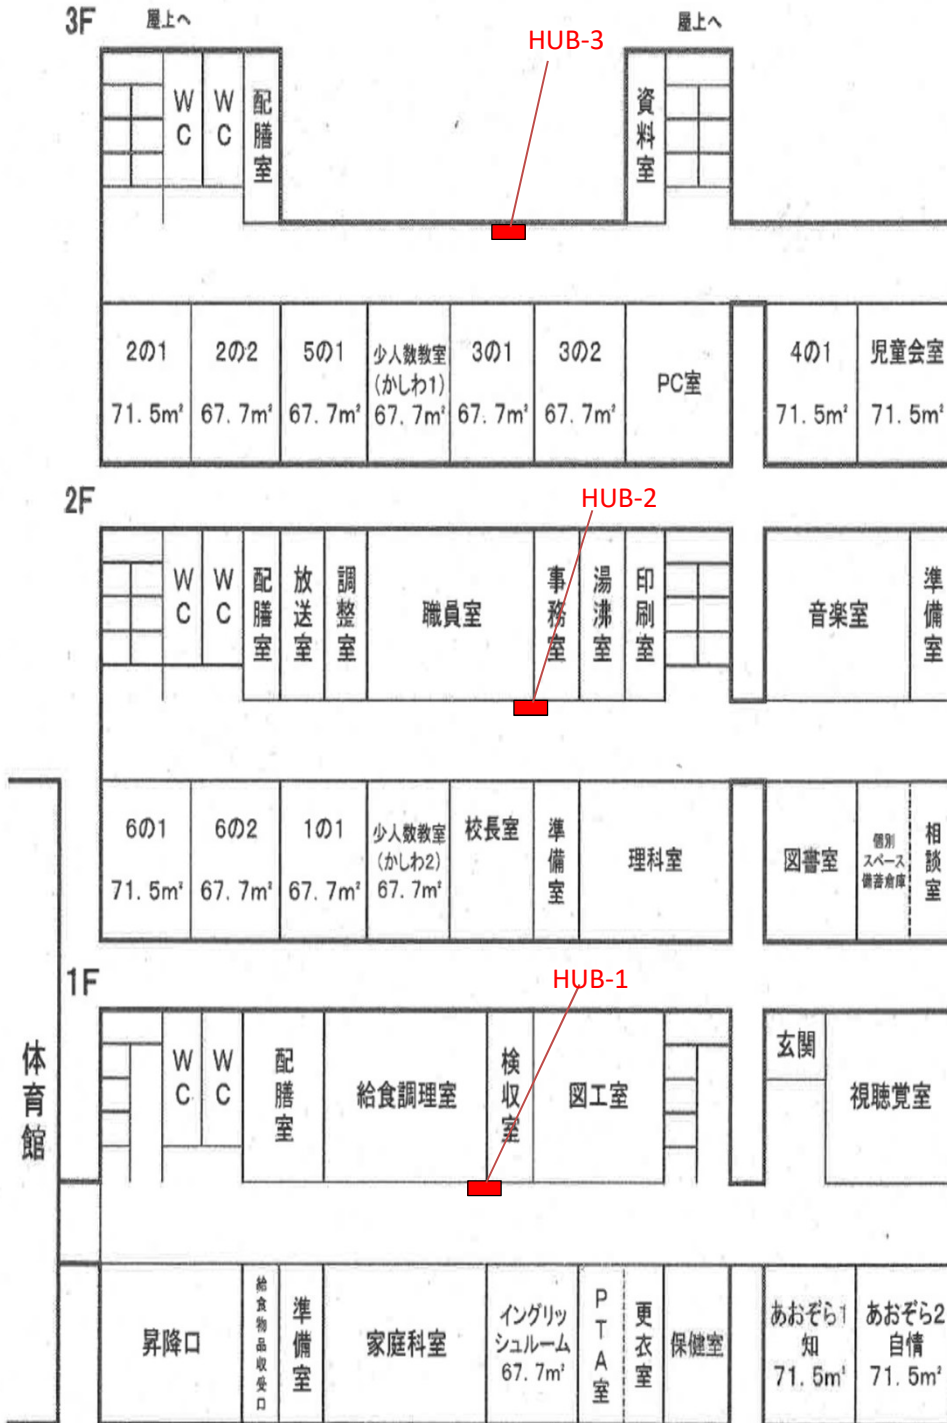 3F
屋上へ
屋上へ
HUB-3
WC
WC
配膳室
資料室
2の1
71.5㎡
2の2
67.7㎡
5の1
67.7㎡
少人数教室
(かしわ1)
67.7㎡
3の1
67.7㎡
3の2
67.7㎡
PC室
4の1
71.5㎡
児童会室
71.5㎡
2F
HUB-2
WC
WC
配膳室
放送室
調整室
職員室
事務室
湯沸室
印刷室
音楽室
準備室
6の1
71.5㎡
6の2
67.7㎡
1の1
67.7㎡
少人数教室
(かしわ2)
67.7㎡
校長室
準備室
理科室
図書室
個別
スペース
備蓄倉庫
相談室
1F
HUB-1
体育館
WC
WC
配膳室
給食調理室
検収室
図工室
玄関
視聴覚室
昇降口
給食物品収受口
準備室
家庭科室
イングリッ
シュルーム
67.7㎡
PTA室
更衣室
保健室
あおぞら1
知
71.5㎡
あおぞら2
自情
71.5㎡